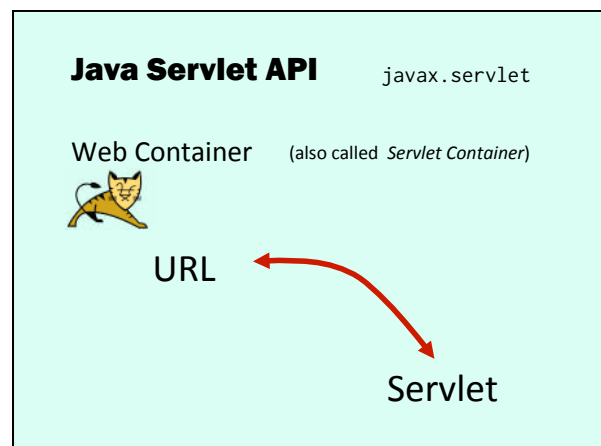 Java Servlet API javax.servlet
Web Container (also called Servlet Container)
URL
Servlet